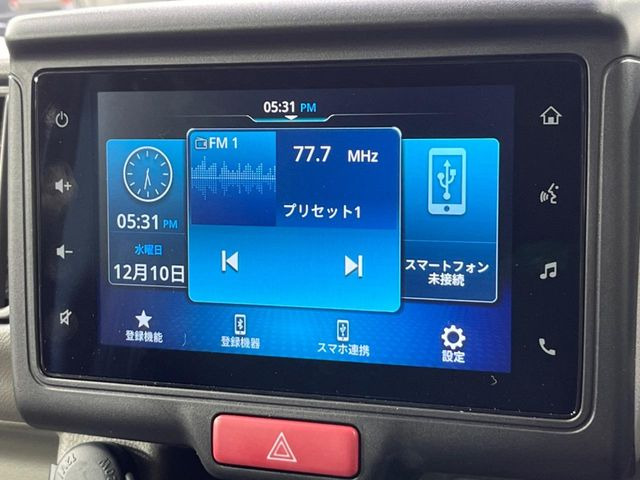 05:31 PM
FM 1
77.7 MHz
プリセット1
05:31 PM
水曜日
12月10日
スマートフォン
未接続
登録機能
登録機器
スマホ連携
設定